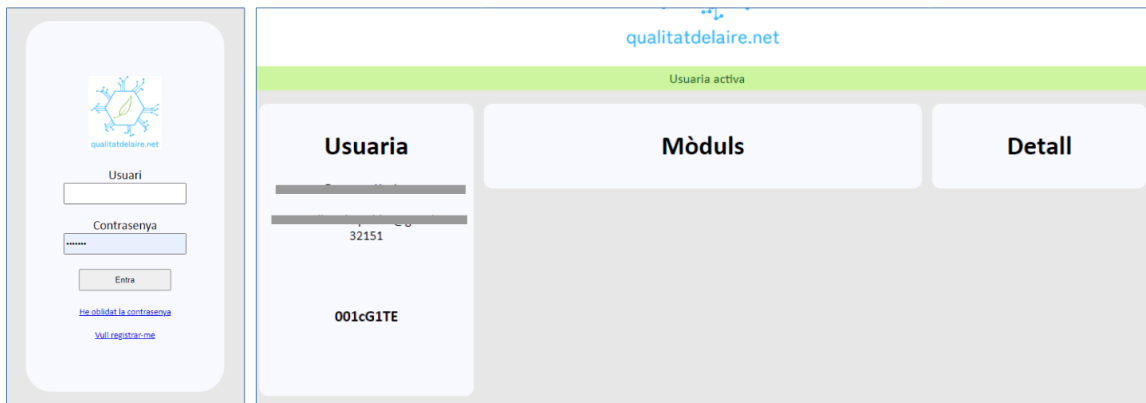 qualitatdelaire.net
Usuari
Contrasenya
Entra
He oblidat la contrasenya
Vull registrar-me
qualitatdelaire.net
Usuaria activa
Usuaria
32151
001cG1TE
Mòduls
Detall